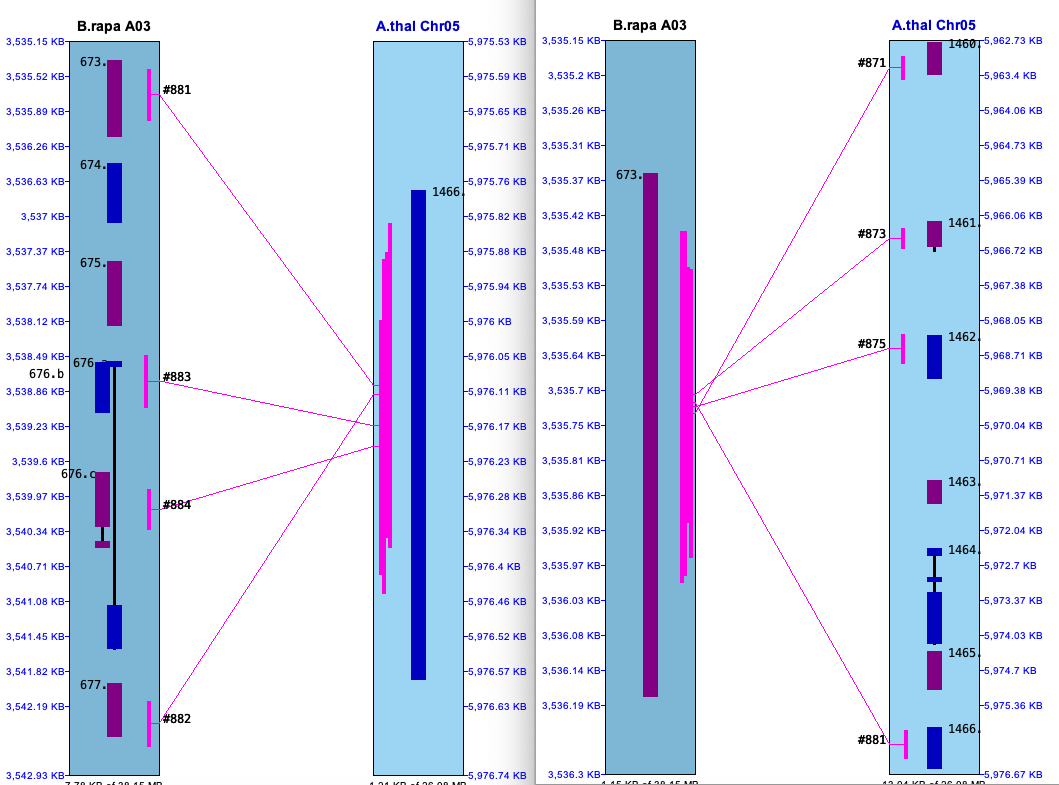 B.rapa A03
A.thal Chr05
3,535.15 KB
3,535.52 KB
3,535.89 KB
3,536.26 KB
3,536.63 KB
3,537 KB
3,537.37 KB
3,537.74 KB
3,538.12 KB
3,538.49 KB
3,538.86 KB
3,539.23 KB
3,539.6 KB
3,539.97 KB
3,540.34 KB
3,540.71 KB
3,541.08 KB
3,541.45 KB
3,541.82 KB
3,542.19 KB
3,542.93 KB
673.
674.
675.
676.b
676.c
677.
#881
#883
#884
#882
1466.
5,975.53 KB
5,975.59 KB
5,975.65 KB
5,975.71 KB
5,975.76 KB
5,975.82 KB
5,975.88 KB
5,975.94 KB
5,976 KB
5,976.05 KB
5,976.11 KB
5,976.17 KB
5,976.23 KB
5,976.28 KB
5,976.34 KB
5,976.4 KB
5,976.46 KB
5,976.52 KB
5,976.57 KB
5,976.63 KB
5,976.74 KB
B.rapa A03
A.thal Chr05
3,535.15 KB
3,535.2 KB
3,535.26 KB
3,535.31 KB
3,535.37 KB
3,535.42 KB
3,535.48 KB
3,535.53 KB
3,535.59 KB
3,535.64 KB
3,535.7 KB
3,535.75 KB
3,535.81 KB
3,535.86 KB
3,535.92 KB
3,535.97 KB
3,536.03 KB
3,536.08 KB
3,536.14 KB
3,536.19 KB
3,536.3 KB
673.
#871
#873
#875
#881
1460.
1461.
1462.
1463.
1464.
1465.
1466.
5,962.73 KB
5,963.4 KB
5,964.06 KB
5,964.73 KB
5,965.39 KB
5,966.06 KB
5,966.72 KB
5,967.38 KB
5,968.05 KB
5,968.71 KB
5,969.38 KB
5,970.04 KB
5,970.71 KB
5,971.37 KB
5,972.04 KB
5,972.7 KB
5,973.37 KB
5,974.03 KB
5,974.7 KB
5,975.36 KB
5,976.67 KB